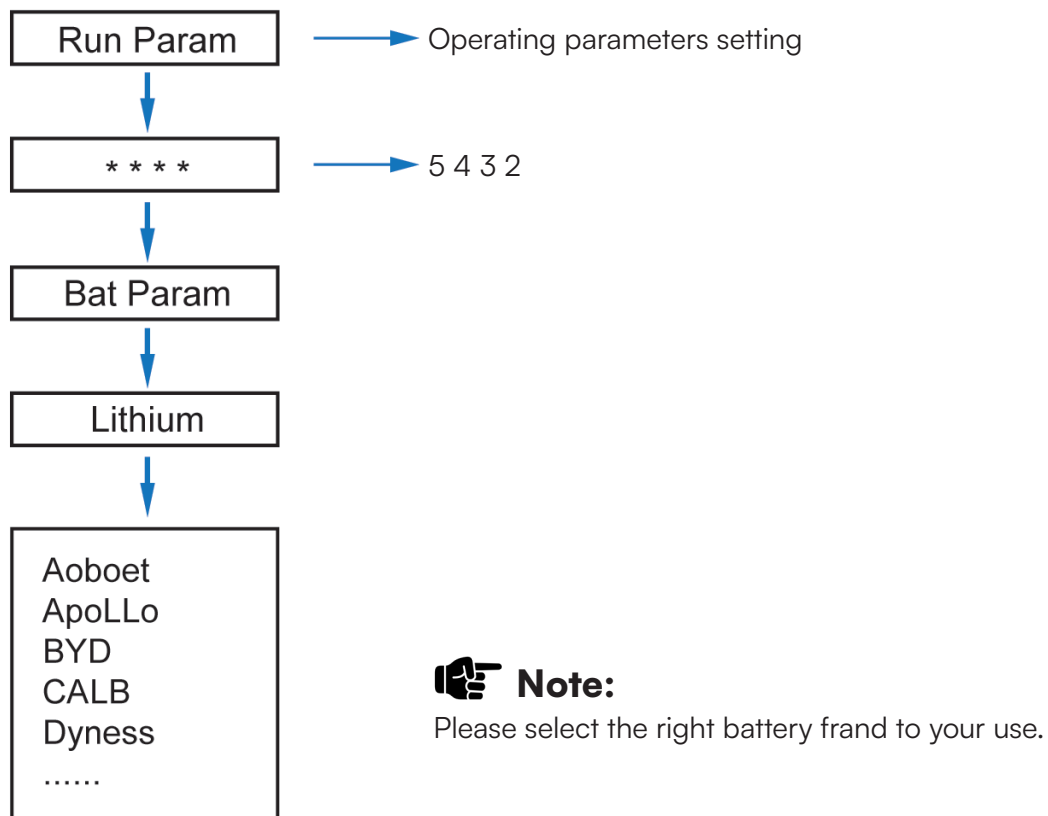 Run Param
Operating parameters setting
* * * *
5 4 3 2
Bat Param
Lithium
Aoboet
ApoLLo
BYD
CALB
Dyness
......
Note:
Please select the right battery frand to your use.